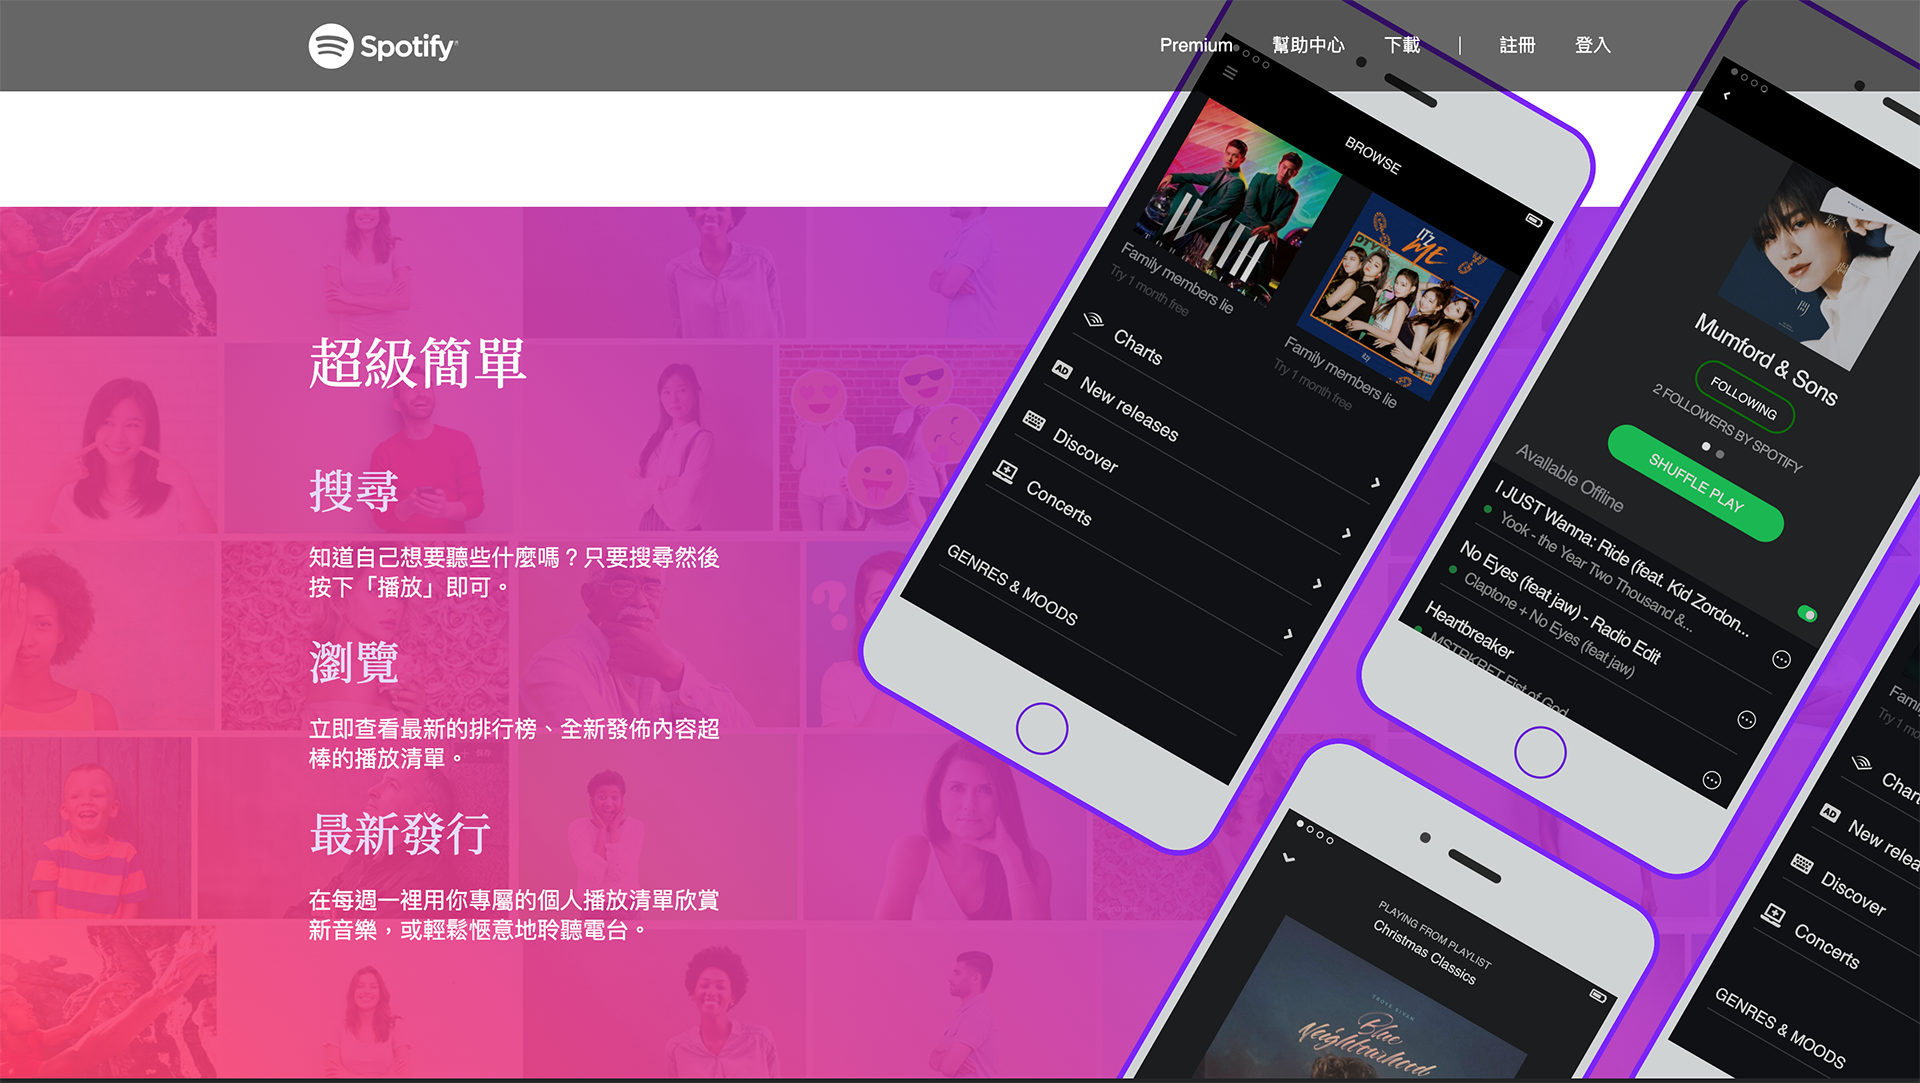 Spotify
Premium 幫助中心 下載 | 註冊 登入
超級簡單
搜尋
知道自己想要聽些什麼嗎？只要搜尋然後
按下「播放」即可。
瀏覽
立即查看最新的排行榜、全新發佈內容超
棒的播放清單。
最新發行
在每週一裡用你專屬的個人播放清單欣賞
新音樂，或輕鬆愜意地聆聽電台。
BROWSE
WITH
Family members lie
Try 1 month free
IT'z ME
Family members lie
Try 1 month free
Charts
New releases
Discover
Concerts
GENRES & MOODS
Mumford & Sons
FOLLOWING
2 FOLLOWERS BY SPOTIFY
SHUFFLE PLAY
Available Offline
I JUST Wanna: Ride (feat. Kid Zordon...
Yook - the Year Two Thousand &...
No Eyes (feat jaw) - Radio Edit
Claptone + No Eyes (feat jaw)
Heartbreaker
MSTRKRFT Fist of God
PLAYING FROM PLAYLIST
Christmas Classics
TROYE SIVAN
Blue
Neighbourhood
Fami
Try 1 mo
Chart
New relea
Discover
Concerts
GENRES & MOODS